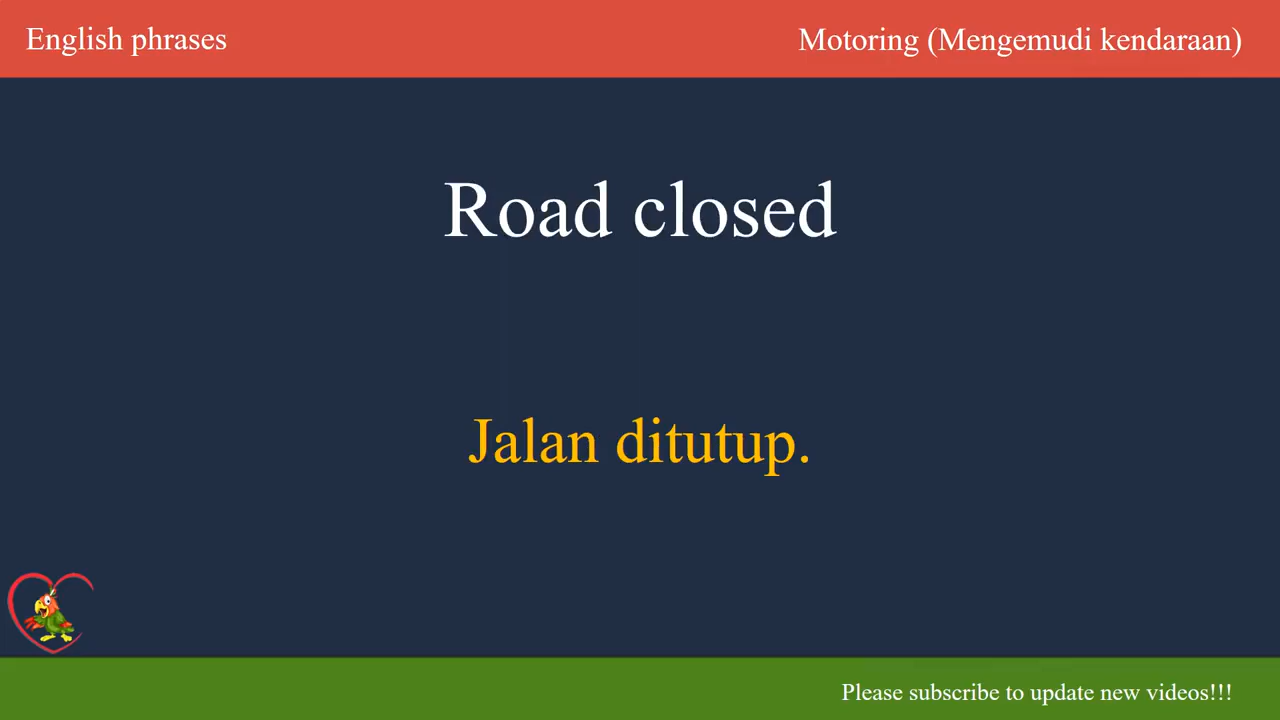 English phrases
Motoring (Mengemudi kendaraan)
Road closed
Jalan ditutup.
Please subscribe to update new videos!!!